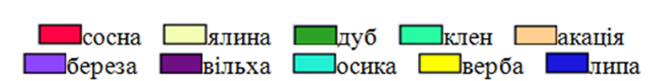 сосна ялина дуб клен акація
береза вільха осика верба липа